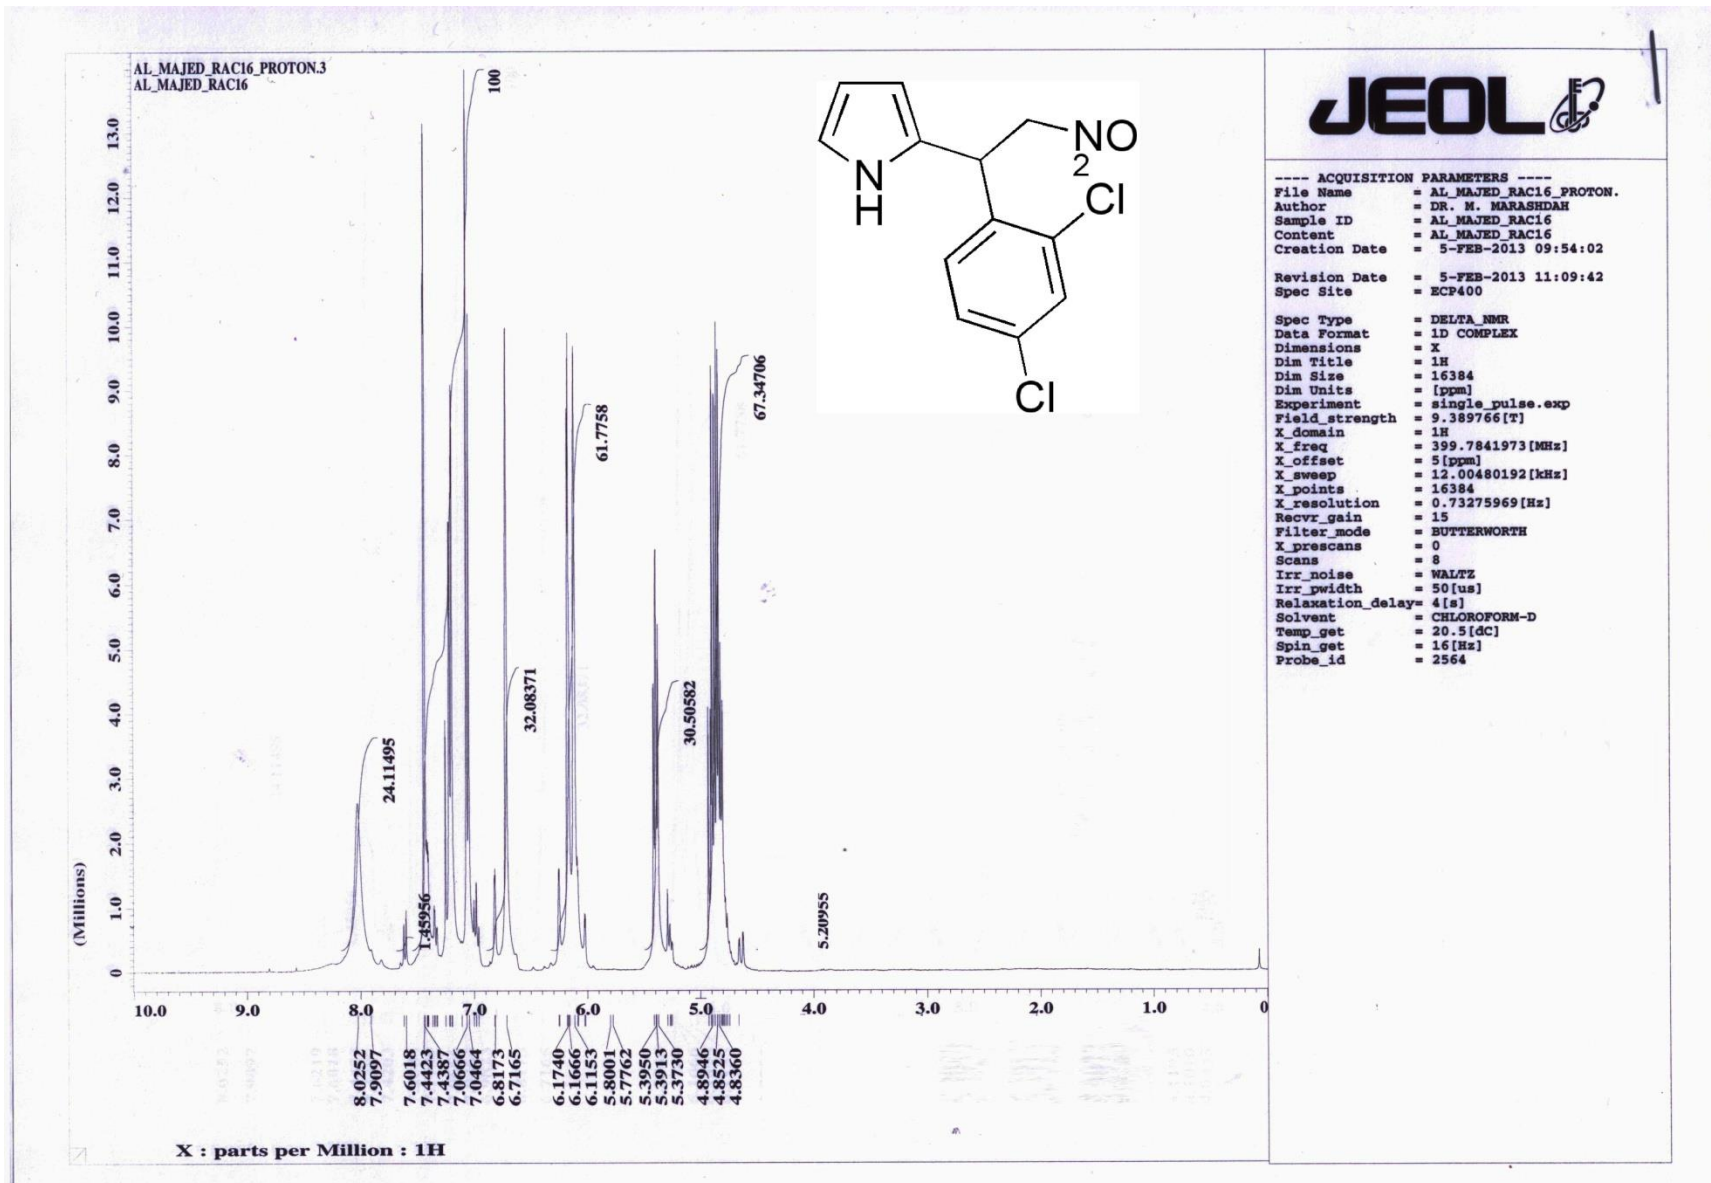 AL_MAJED_RAC16_PROTON.3
AL_MAJED_RAC16
JEOL
---- ACQUISITION PARAMETERS ----
File Name = AL_MAJED_RAC16_PROTON.
Author = DR. M. MARASHDAH
Sample ID = AL_MAJED_RAC16
Content = AL_MAJED_RAC16
Creation Date = 5-FEB-2013 09:54:02
Revision Date = 5-FEB-2013 11:09:42
Spec Site = ECP400
Spec Type = DELTA_NMR
Data Format = 1D COMPLEX
Dimensions = X
Dim Title = 1H
Dim Size = 16384
Dim Units = [ppm]
Experiment = single_pulse.exp
Field_strength = 9.389766[T]
X_domain = 1H
X_freq = 399.7841973[MHz]
X_offset = 5[ppm]
X_sweep = 12.00480192[kHz]
X_points = 16384
X_resolution = 0.73275969[Hz]
Recvr_gain = 15
Filter_mode = BUTTERWORTH
X_prescans = 0
Scans = 8
Irr_noise = WALTZ
Irr_pwidth = 50[us]
Relaxation_delay= 4[s]
Solvent = CHLOROFORM-D
Temp_get = 20.5[dC]
Spin_get = 16[Hz]
Probe_id = 2564
N
H
NO
2
Cl
Cl
100
24.11495
1.45956
32.08371
61.7758
30.50582
67.34706
5.20955
(Millions)
13.0
12.0
11.0
10.0
9.0
8.0
7.0
6.0
5.0
4.0
3.0
2.0
1.0
0
10.0 9.0 8.0 7.0 6.0 5.0 4.0 3.0 2.0 1.0 0
8.0252
7.9097
7.6018
7.4423
7.4387
7.0666
7.0464
6.8173
6.7165
6.1740
6.1666
6.1153
5.8001
5.7762
5.3950
5.3913
5.3730
4.8946
4.8525
4.8360
X : parts per Million : 1H